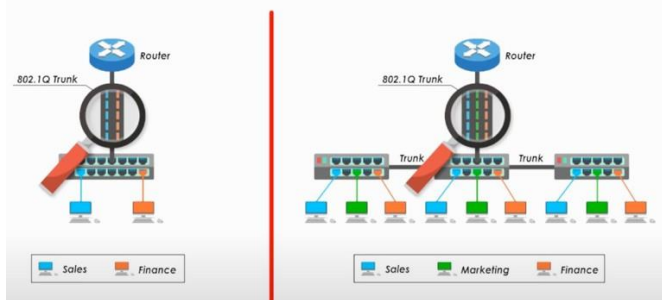 Router
802.1Q Trunk
Sales
Finance
Router
802.1Q Trunk
Trunk
Trunk
Sales
Marketing
Finance